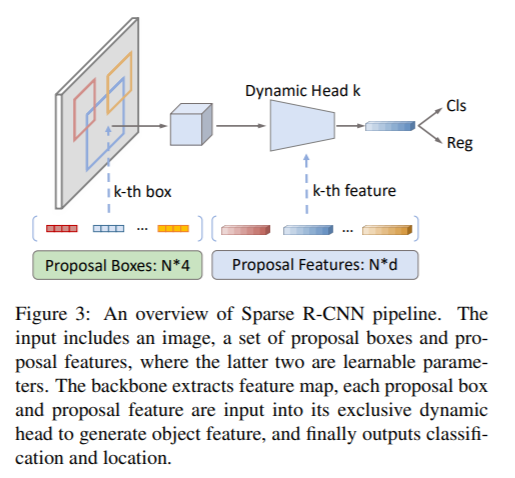 Dynamic Head k
Cls
Reg
k-th box
k-th feature
...
...
Proposal Boxes: N*4
Proposal Features: N*d
Figure 3: An overview of Sparse R-CNN pipeline. The
input includes an image, a set of proposal boxes and pro-
posal features, where the latter two are learnable parame-
ters. The backbone extracts feature map, each proposal box
and proposal feature are input into its exclusive dynamic
head to generate object feature, and finally outputs classifi-
cation and location.